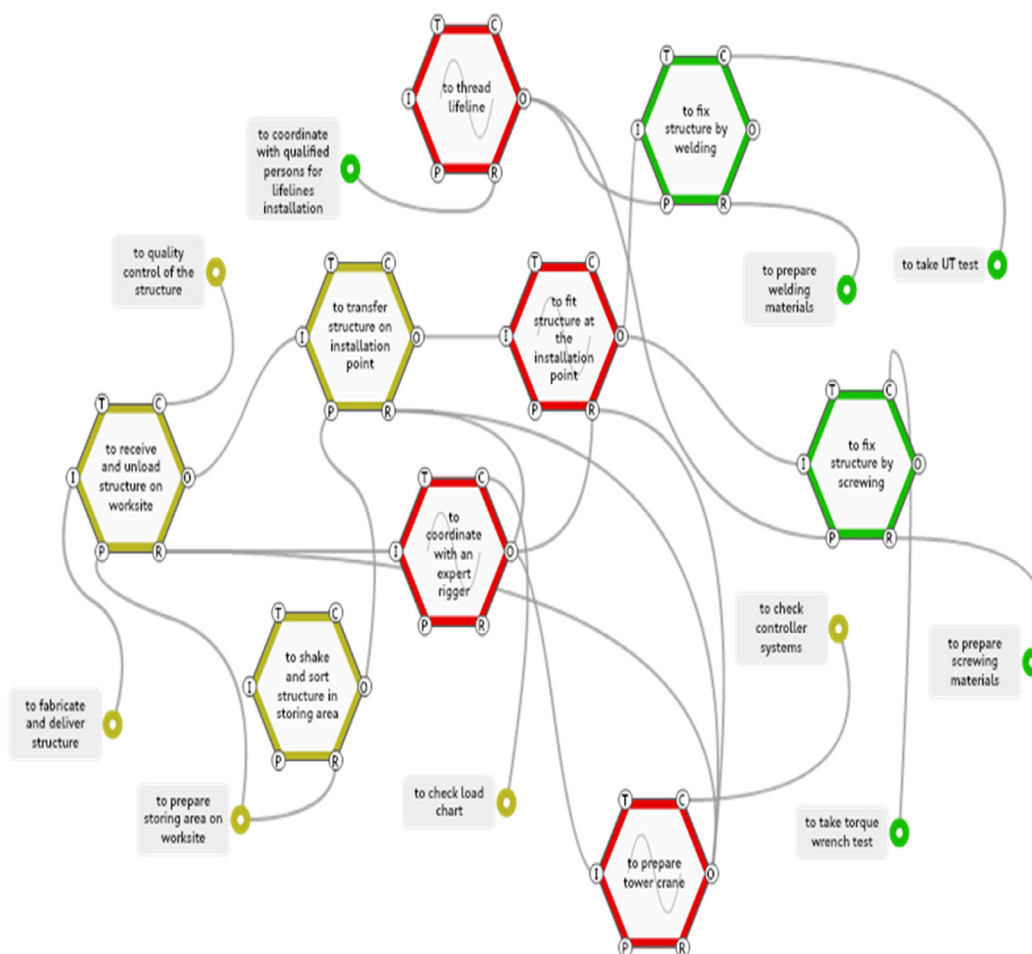 T
C
to thread
lifeline
I
O
P
R
T
C
to fix
structure by
welding
I
O
P
R
to coordinate
with qualified
persons for
lifelines
installation
to quality
control of the
structure
T
C
to transfer
structure on
installation
point
I
O
P
R
T
C
to fit
structure at
the
installation
point
I
O
P
R
to prepare
welding
materials
to take UT test
T
C
to receive
and unload
structure on
worksite
I
O
P
R
T
C
to fix
structure by
screwing
I
O
P
R
T
C
to
coordinate
with an
expert
rigger
I
O
P
R
T
C
to shake
and sort
structure in
storing area
I
O
P
R
to check
controller
systems
to prepare
screwing
materials
to fabricate
and deliver
structure
to prepare
storing area on
worksite
to check load
chart
to take torque
wrench test
T
C
to prepare
tower crane
I
O
P
R